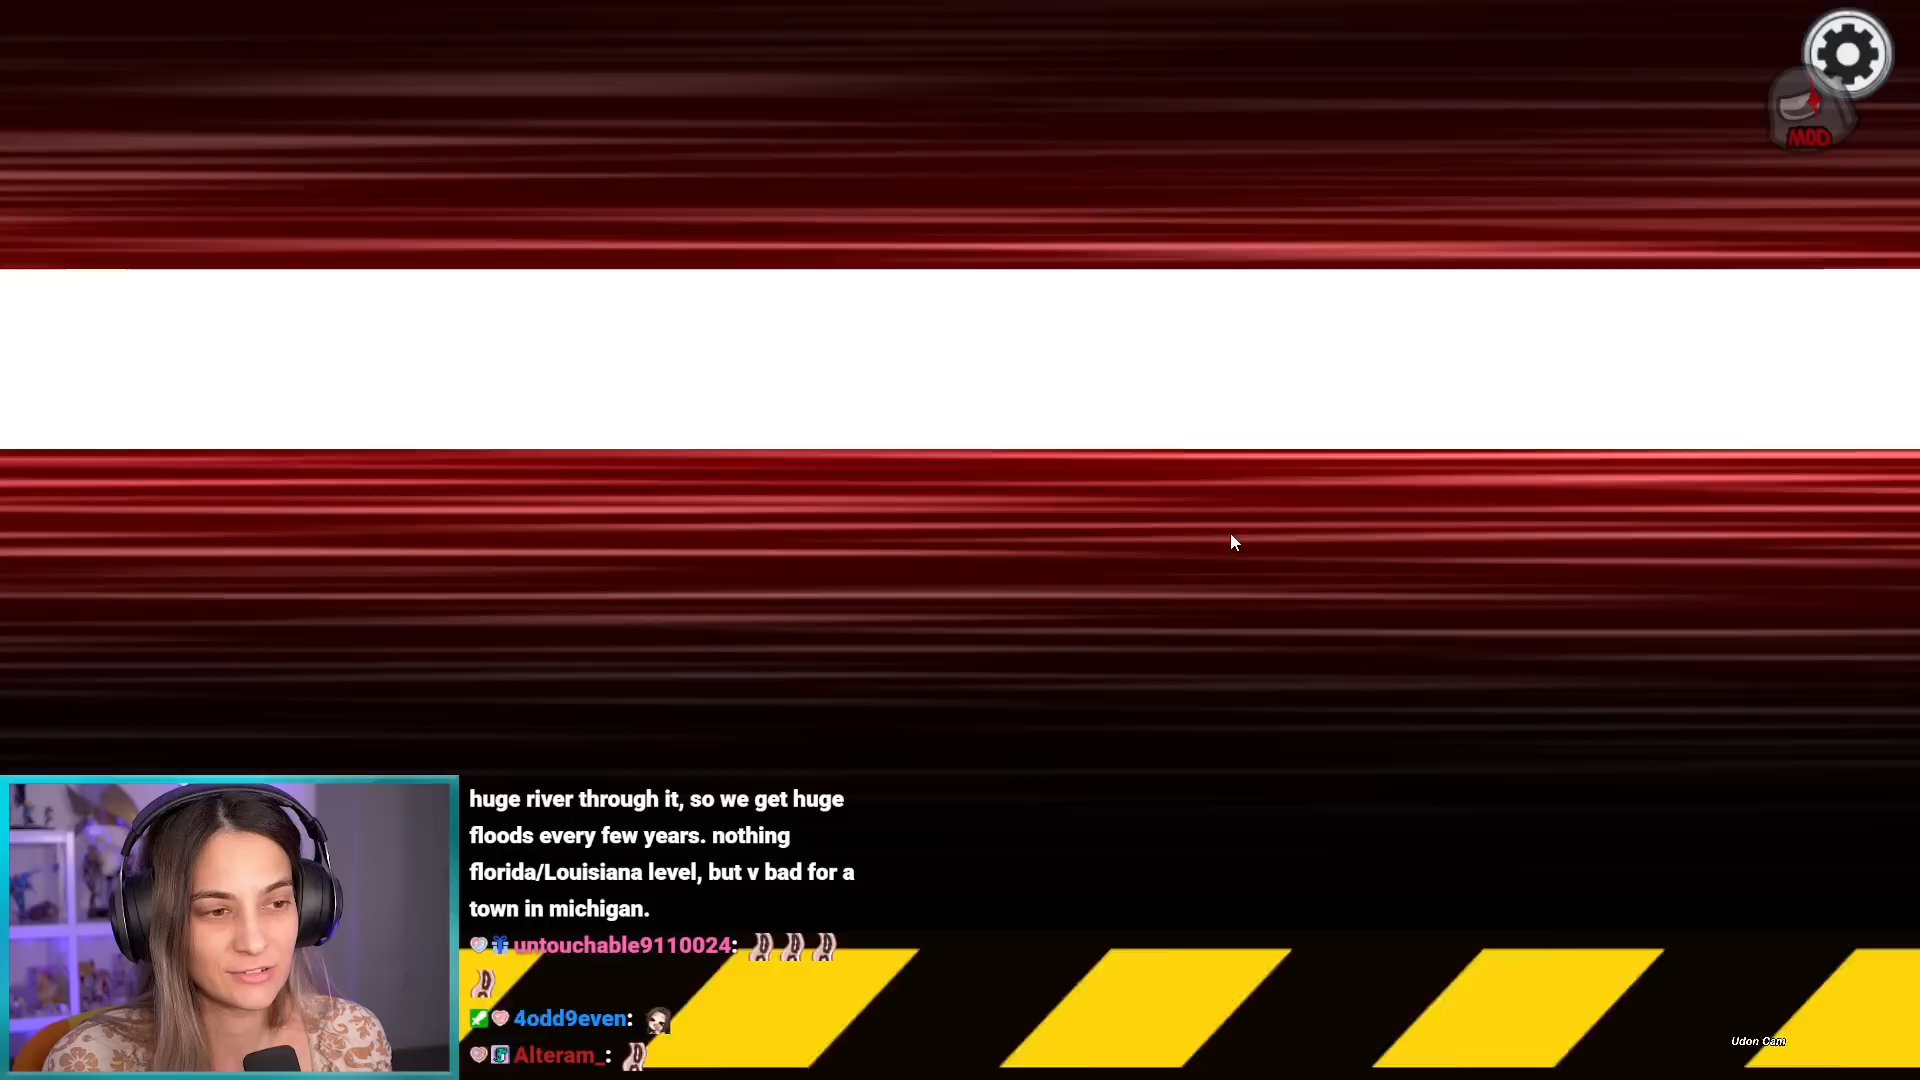 MOD
huge river through it, so we get huge
floods every few years. nothing
florida/Louisiana level, but v bad for a
town in michigan.
untouchable9110024:
4odd9even:
Alteram_:
Udon Cam